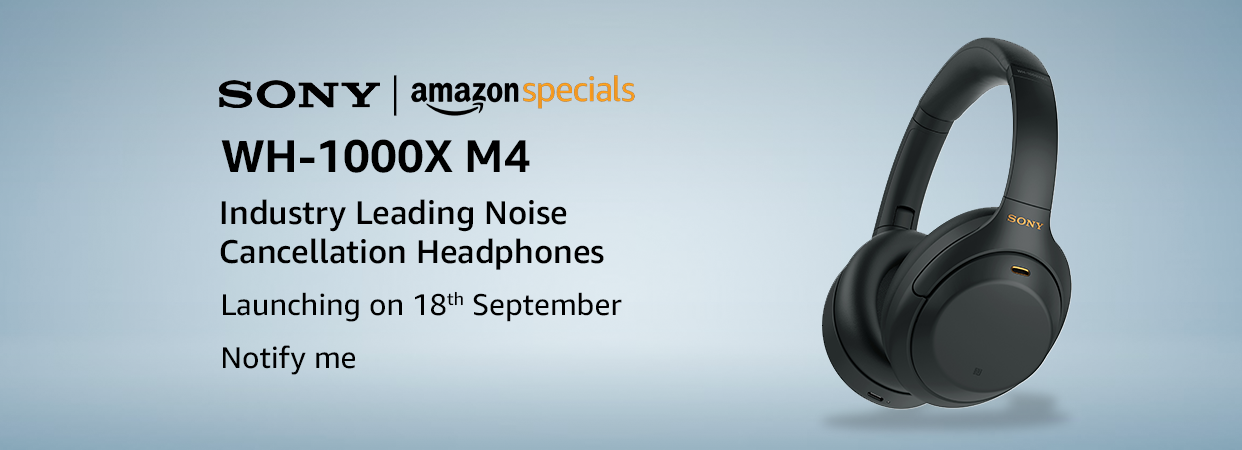 SONY | amazonspecials
WH-1000X M4
Industry Leading Noise
Cancellation Headphones
Launching on 18th September
Notify me
SONY